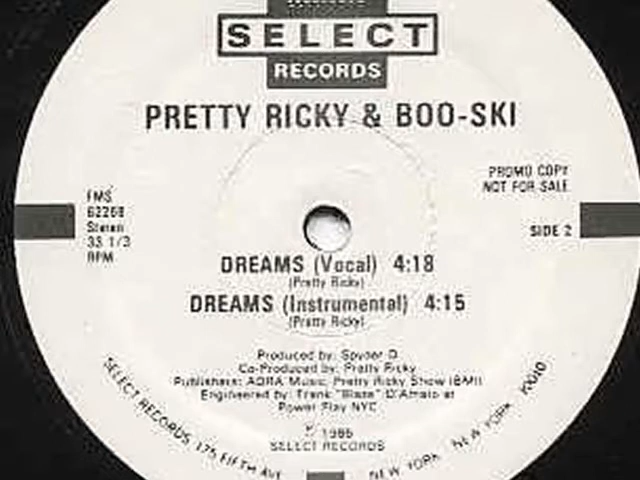 SELECT
RECORDS
PRETTY RICKY & BOO-SKI
PROMO COPY
NOT FOR SALE
FMS
62268
Stereo
33 1/3
RPM
SIDE 2
DREAMS (Vocal) 4:18
(Pretty Ricky)
DREAMS (Instrumental) 4:15
(Pretty Ricky)
Produced by: Spyder D
Co-Produced by: Pretty Ricky
Publishers: ADRA Music, Pretty Ricky Show (BMI)
Engineered by: Frank "Blaze" D'Amato at
Power Play NYC
℗ 1986
SELECT RECORDS
SELECT RECORDS, 175 FIFTH AVE NEW YORK NEW YORK 10010